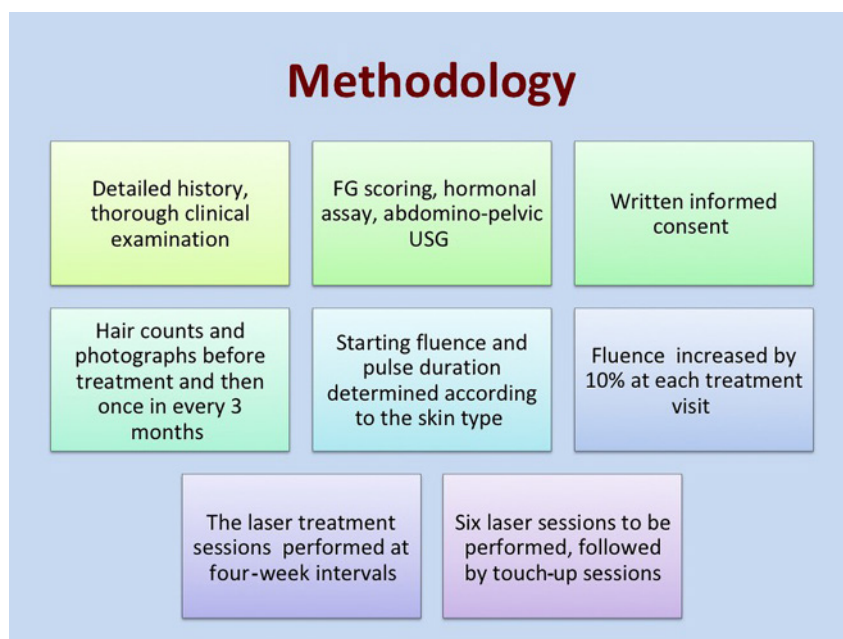 Methodology
Detailed history,
thorough clinical
examination
FG scoring, hormonal
assay, abdomino-pelvic
USG
Written informed
consent
Hair counts and
photographs before
treatment and then
once in every 3
months
Starting fluence and
pulse duration
determined according
to the skin type
Fluence increased by
10% at each treatment
visit
The laser treatment
sessions performed at
four-week intervals
Six laser sessions to be
performed, followed
by touch-up sessions